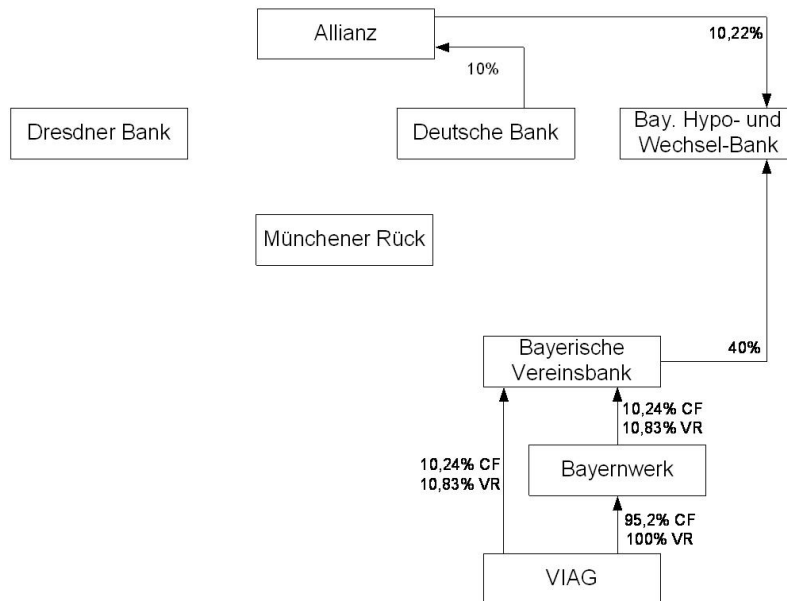 Allianz
10,22%
10%
Dresdner Bank
Deutsche Bank
Bay. Hypo- und
Wechsel-Bank
Münchener Rück
Bayerische
Vereinsbank
40%
10,24% CF
10,83% VR
10,24% CF
10,83% VR
Bayernwerk
95,2% CF
100% VR
VIAG